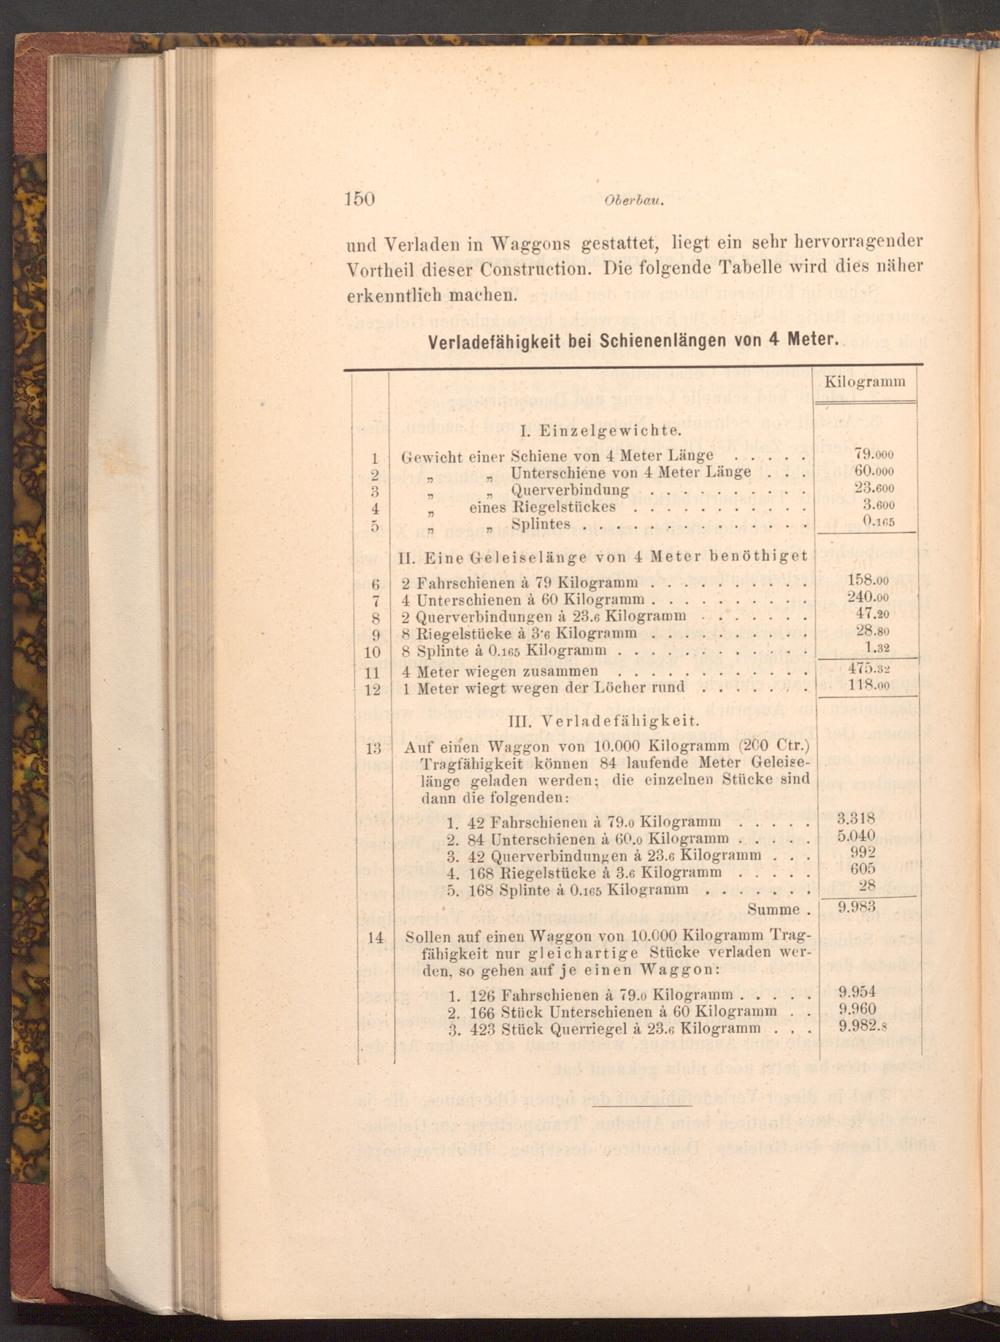 150 Oberbau.
und Verladen in Waggons gestattet, liegt ein sehr hervorragender
Vortheil dieser Construction. Die folgende Tabelle wird dies näher
erkenntlich machen.
Verladefähigkeit bei Schienenlängen von 4 Meter.
Kilogramm
I. Einzelgewichte.
1 Gewicht einer Schiene von 4 Meter Länge . . . . . 79.000
2 „ „ Unterschiene von 4 Meter Länge . . . 60.000
3 „ „ Querverbindung . . . . . . . . . . 23.600
4 „ eines Riegelstückes . . . . . . . . . . . 3.600
5 „ „ Splintes . . . . . . . . . . . . . . 0.165
II. Eine Geleiselänge von 4 Meter benöthiget
6 2 Fahrschienen à 79 Kilogramm . . . . . . . . . . 158.00
7 4 Unterschienen à 60 Kilogramm . . . . . . . . . . 240.00
8 2 Querverbindungen à 23.6 Kilogramm . . . . . . . 47.20
9 8 Riegelstücke à 3·6 Kilogramm . . . . . . . . . . 28.80
10 8 Splinte à 0.165 Kilogramm . . . . . . . . . . . . 1.32
11 4 Meter wiegen zusammen . . . . . . . . . . . . 475.32
12 1 Meter wiegt wegen der Löcher rund . . . . . . . 118.00
III. Verladefähigkeit.
13 Auf einen Waggon von 10.000 Kilogramm (200 Ctr.)
Tragfähigkeit können 84 laufende Meter Geleise-
länge geladen werden; die einzelnen Stücke sind
dann die folgenden:
1. 42 Fahrschienen à 79.0 Kilogramm . . . . . 3.318
2. 84 Unterschienen à 60.0 Kilogramm . . . . . 5.040
3. 42 Querverbindungen à 23.6 Kilogramm . . . 992
4. 168 Riegelstücke à 3.6 Kilogramm . . . . . 605
5. 168 Splinte à 0.165 Kilogramm . . . . . . . 28
Summe . 9.983
14 Sollen auf einen Waggon von 10.000 Kilogramm Trag-
fähigkeit nur gleichartige Stücke verladen wer-
den, so gehen auf je einen Waggon:
1. 126 Fahrschienen à 79.0 Kilogramm . . . . . 9.954
2. 166 Stück Unterschienen à 60 Kilogramm . . 9.960
3. 423 Stück Querriegel à 23.6 Kilogramm . . . 9.982.8